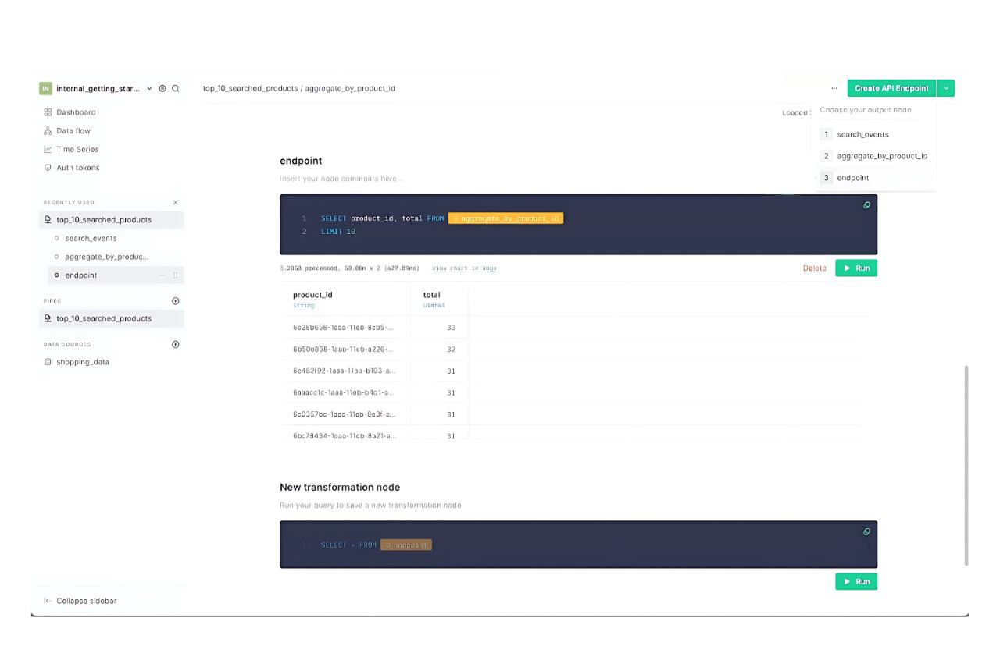 IN internal_getting_star...
top_10_searched_products / aggregate_by_product_id
... Create API Endpoint
Dashboard
Data flow
Time Series
Auth tokens
RECENTLY USED
top_10_searched_products
search_events
aggregate_by_produc...
endpoint ...
PIPES
top_10_searched_products
DATA SOURCES
shopping_data
Collapse sidebar
Loaded
Choose your output node
1 search_events
2 aggregate_by_product_id
3 endpoint
endpoint
Insert your node comments here...
1 SELECT product_id, total FROM aggregate_by_product_id
2 LIMIT 10
3.20GB processed, 50.00m x 2 (627.89ms) View chart in Vega
Delete Run
product_id total
String UInt64
6c28b658-1aaa-11eb-8cb5-... 33
6b50e868-1aaa-11eb-a226-... 32
6c482f92-1aaa-11eb-b193-a... 31
6aaacc1c-1aaa-11eb-b4d1-a... 31
6c0357be-1aaa-11eb-8e3f-a... 31
6bc78434-1aaa-11eb-8a21-a... 31
New transformation node
Run your query to save a new transformation node
1 SELECT * FROM endpoint
Run